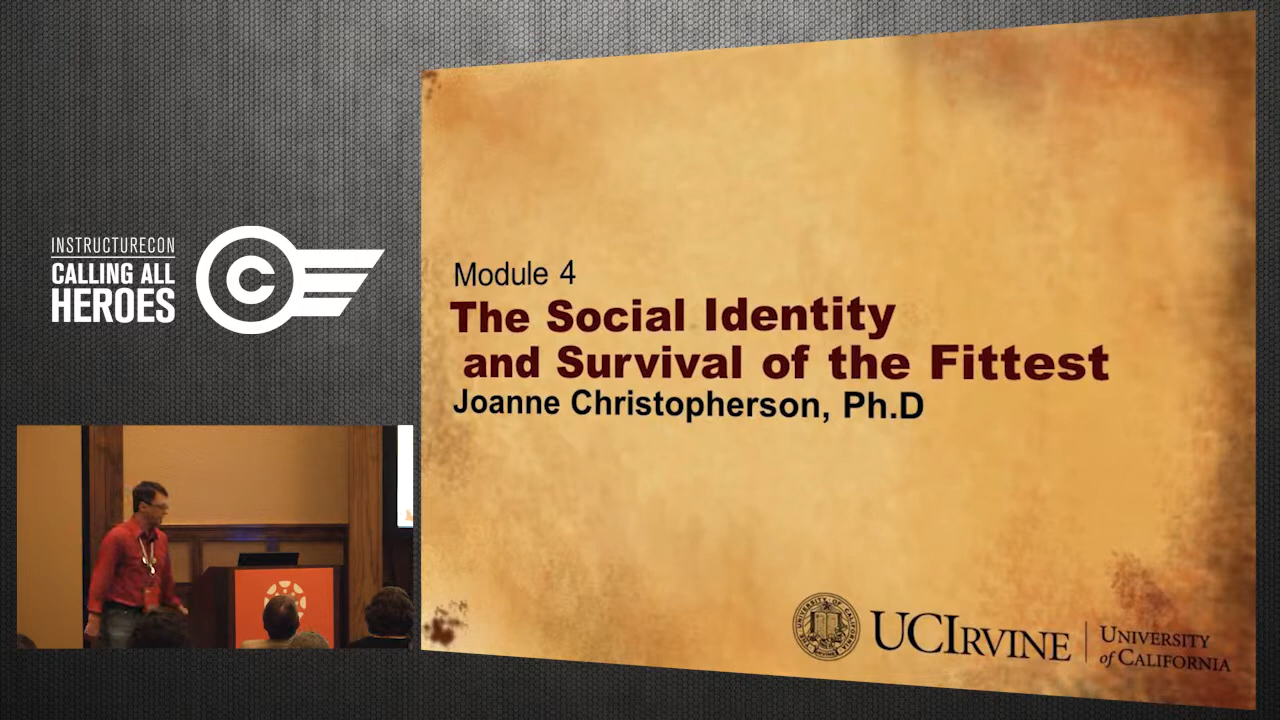 INSTRUCTURECON
CALLING ALL
HEROES
C
Module 4
The Social Identity
and Survival of the Fittest
Joanne Christopherson, Ph.D
UCIRVINE
UNIVERSITY
of CALIFORNIA